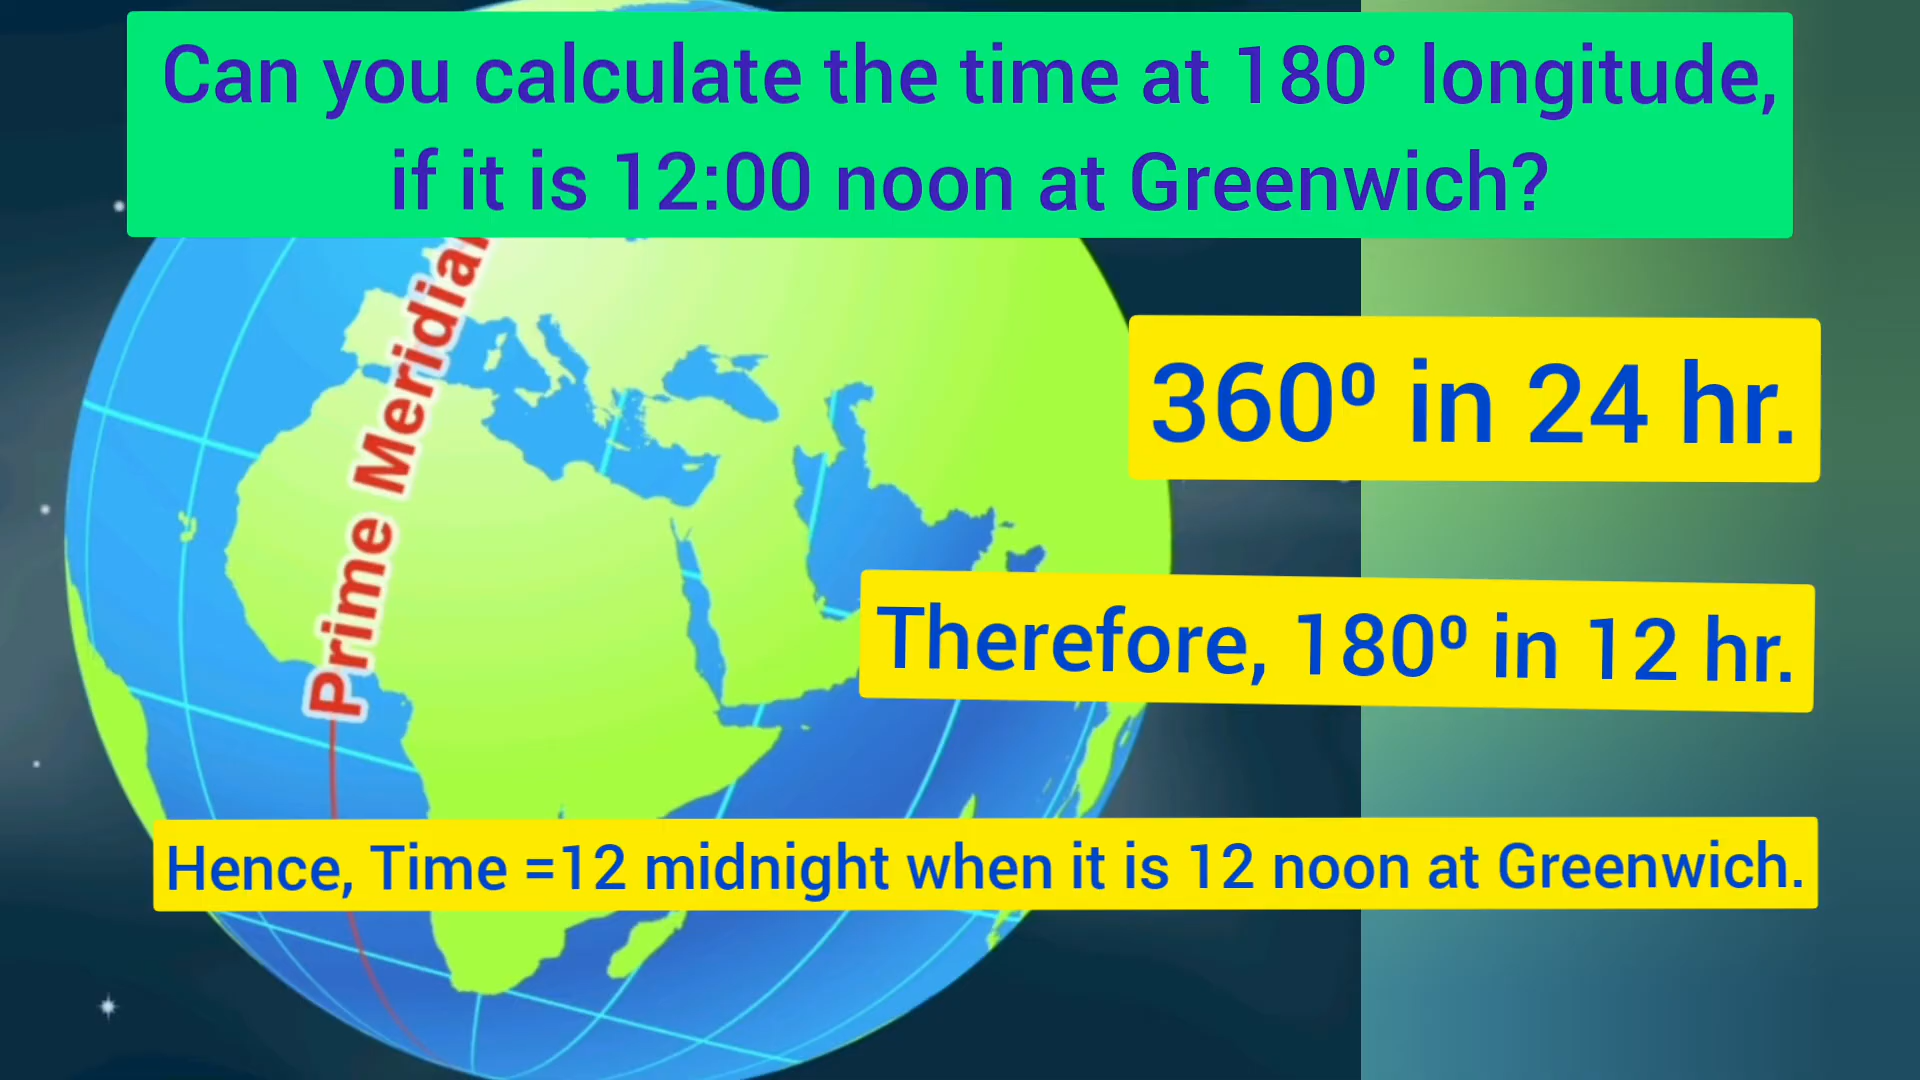 Can you calculate the time at 180° longitude,
if it is 12:00 noon at Greenwich?
Prime Meridian
360⁰ in 24 hr.
Therefore, 180⁰ in 12 hr.
Hence, Time =12 midnight when it is 12 noon at Greenwich.